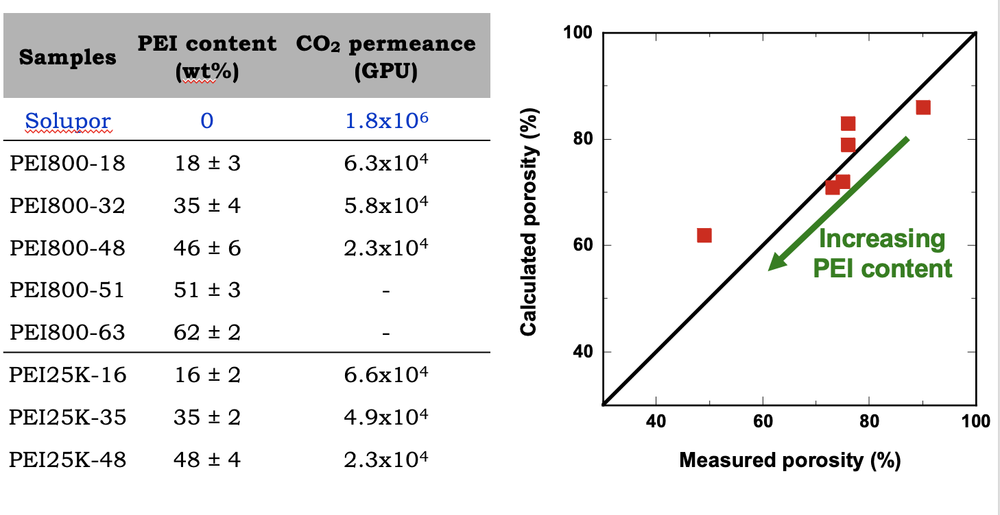 Samples PEI content (wt%) CO₂ permeance (GPU)
Solupor 0 1.8x10⁶
PEI800-18 18 ± 3 6.3x10⁴
PEI800-32 35 ± 4 5.8x10⁴
PEI800-48 46 ± 6 2.3x10⁴
PEI800-51 51 ± 3 -
PEI800-63 62 ± 2 -
PEI25K-16 16 ± 2 6.6x10⁴
PEI25K-35 35 ± 2 4.9x10⁴
PEI25K-48 48 ± 4 2.3x10⁴
Calculated porosity (%)
100
80
60
40
Increasing
PEI content
40 60 80 100
Measured porosity (%)